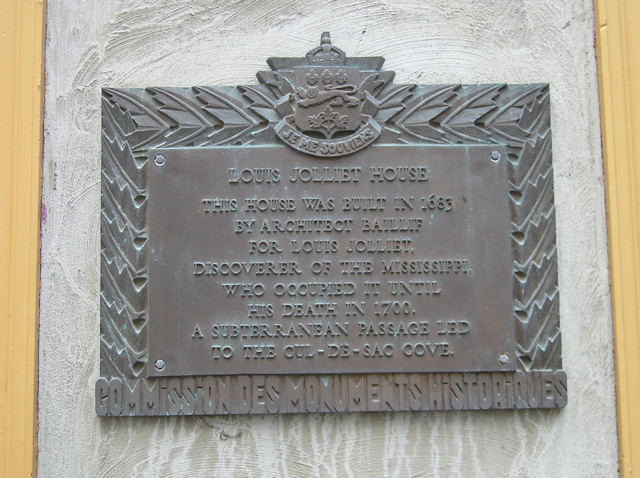 JE ME SOUVIENS
LOUIS JOLLIET HOUSE
THIS HOUSE WAS BUILT IN 1683
BY ARCHITECT BAILLIF
FOR LOUIS JOLLIET,
DISCOVERER OF THE MISSISSIPPI,
WHO OCCUPIED IT UNTIL
HIS DEATH IN 1700.
A SUBTERRANEAN PASSAGE LED
TO THE CUL-DE-SAC COVE.
COMMISSION DES MONUMENTS HISTORIQUES